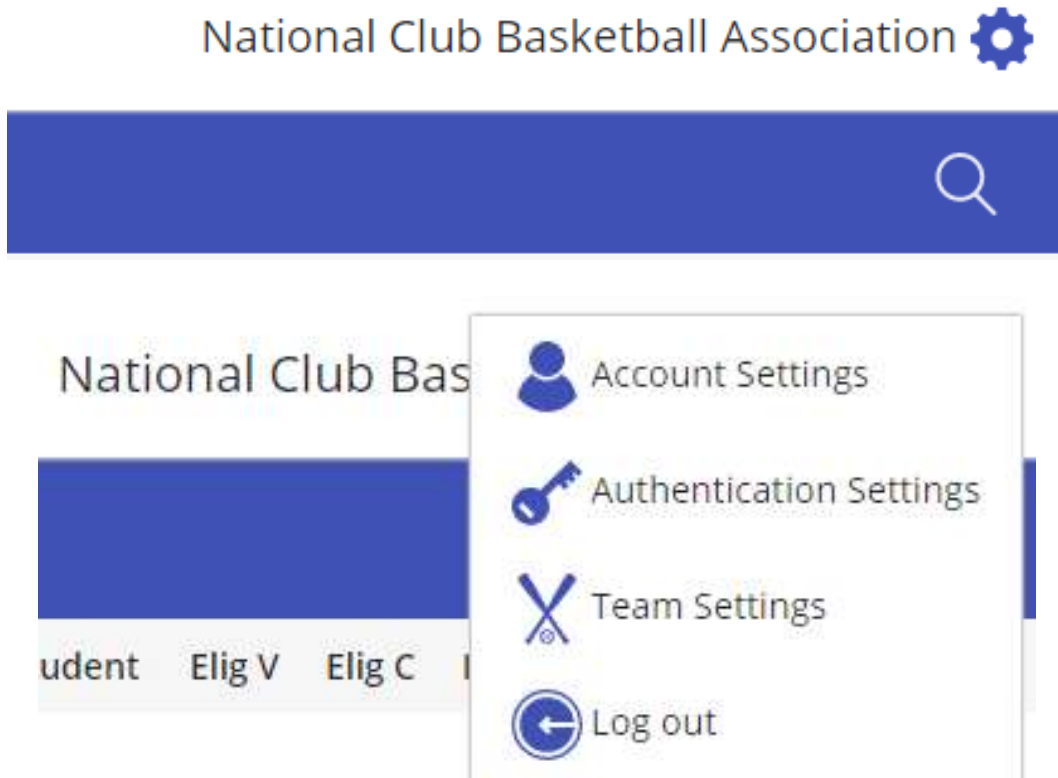 National Club Basketball Association
National Club Bas
Account Settings
Authentication Settings
Team Settings
udent Elig V Elig C
Log out